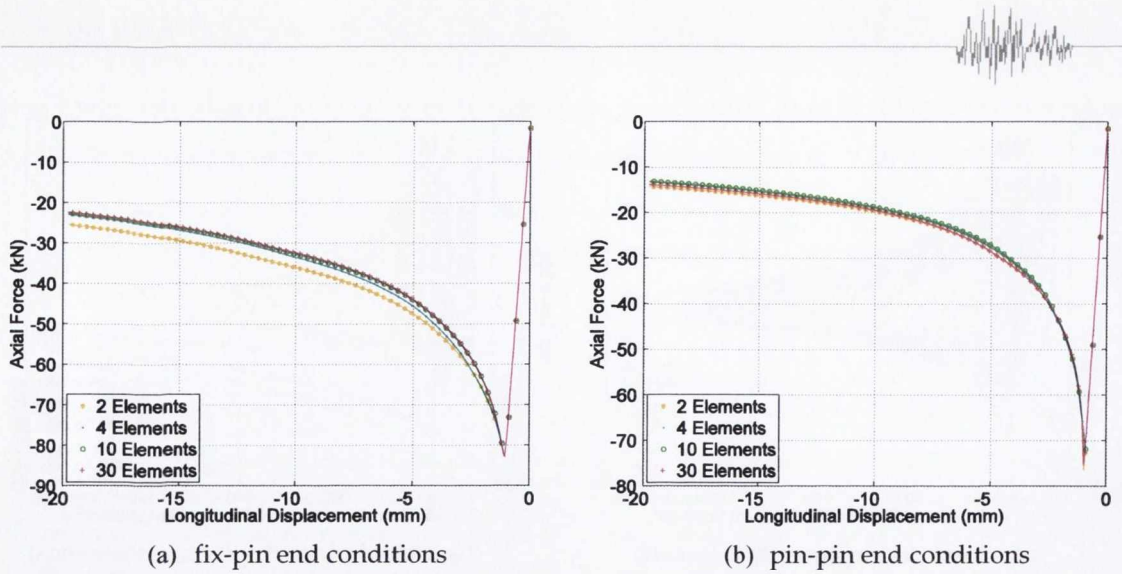 0
-10
-20
-30
-40
-50
-60
-70
-80
-90
-20
-15
-10
-5
0
Axial Force (kN)
Longitudinal Displacement (mm)
2 Elements
4 Elements
10 Elements
30 Elements
(a) fix-pin end conditions
0
-10
-20
-30
-40
-50
-60
-70
-80
-20
-15
-10
-5
0
Axial Force (kN)
Longitudinal Displacement (mm)
2 Elements
4 Elements
10 Elements
30 Elements
(b) pin-pin end conditions